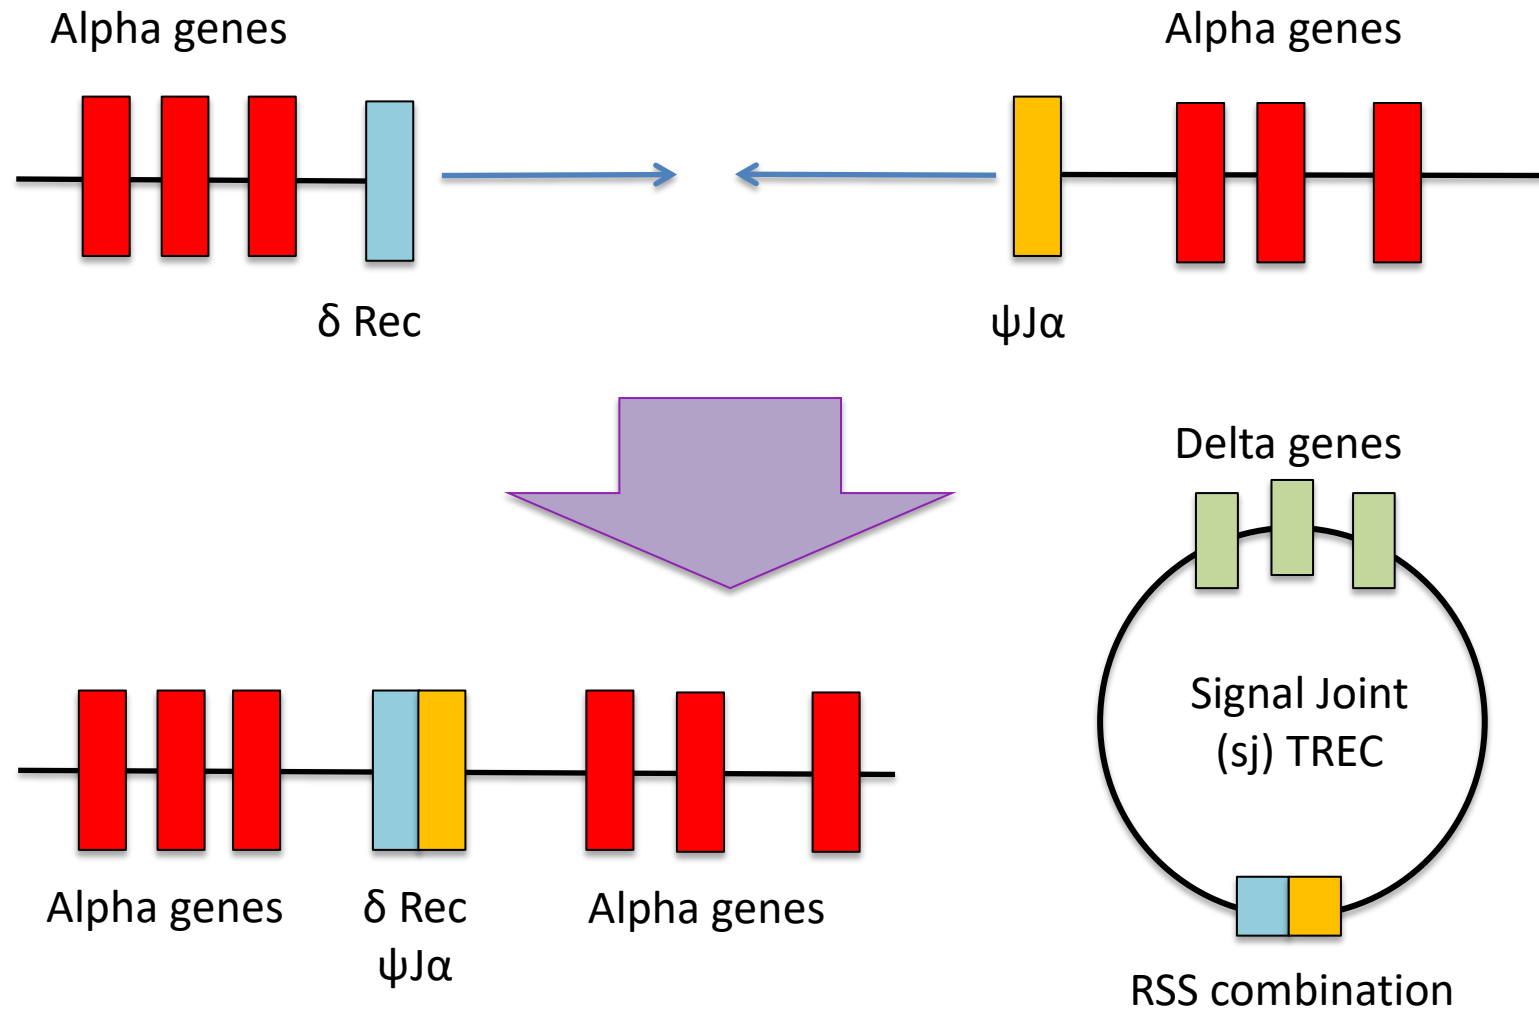 Alpha genes
Alpha genes
δ Rec
ψJα
Delta genes
Signal Joint
(sj) TREC
Alpha genes
δ Rec
ψJα
Alpha genes
RSS combination